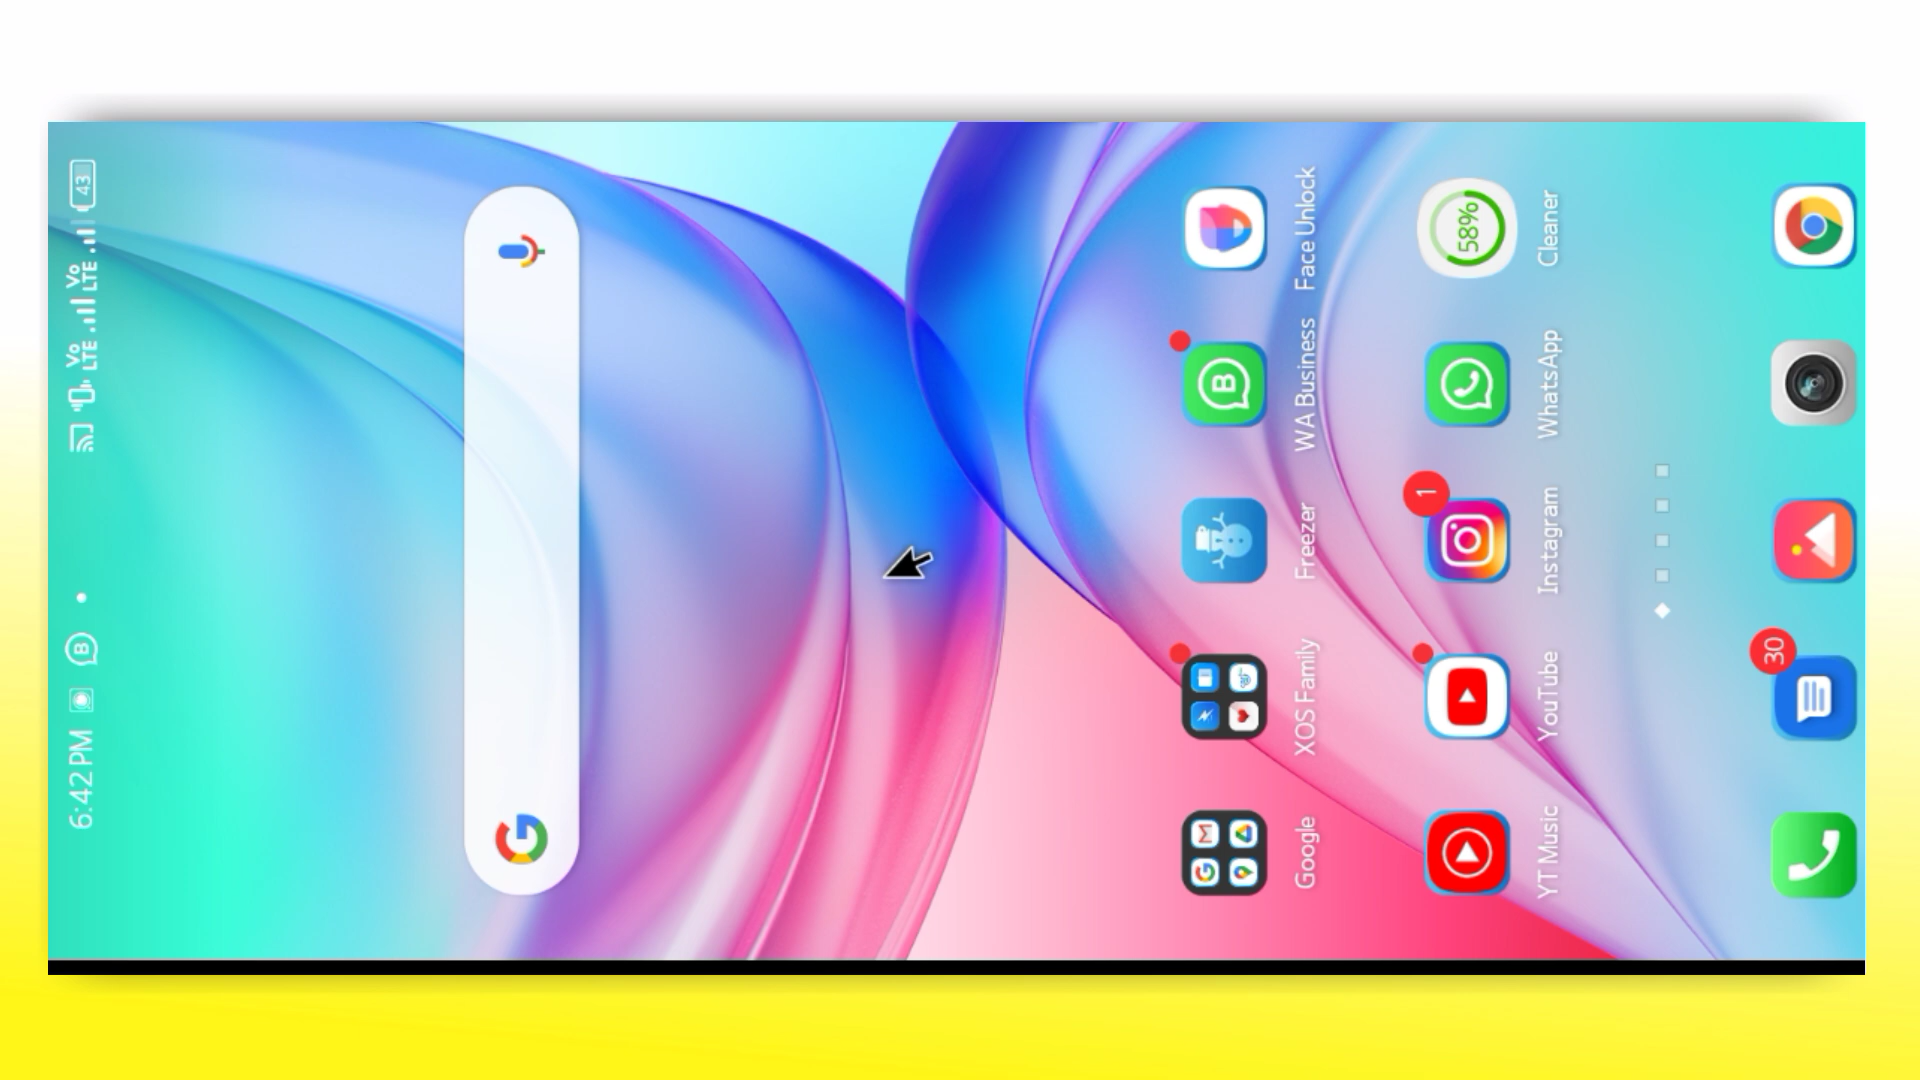 6:42 PM B Vo LTE Vo LTE 43
Google XOS Family Freezer WA Business Face Unlock
B
1 58%
YT Music YouTube Instagram WhatsApp Cleaner
30